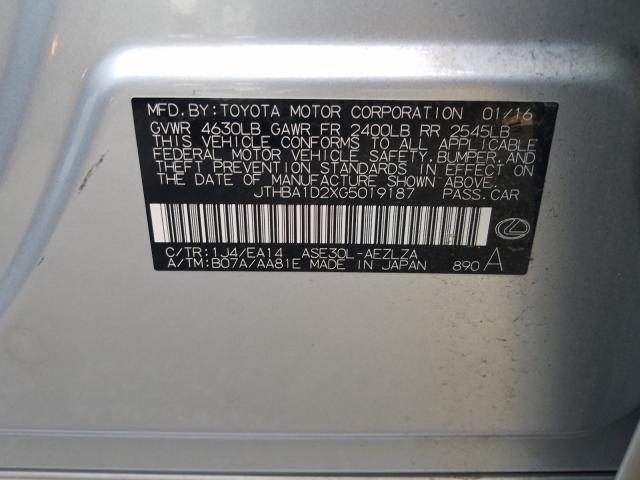 MFD.BY:TOYOTA MOTOR CORPORATION 01/16
GVWR 4630LB GAWR FR 2400LB RR 2545LB
THIS VEHICLE CONFORMS TO ALL APPLICABLE
FEDERAL MOTOR VEHICLE SAFETY,BUMPER,AND
THEFT PREVENTION STANDARDS IN EFFECT ON
THE DATE OF MANUFACTURE SHOWN ABOVE.
JTHBA1D2XG5019187 PASS.CAR
C/TR:1J4/EA14 ASE30L-AEZLZA
A/TM:B07A/AA81E MADE IN JAPAN 890 A